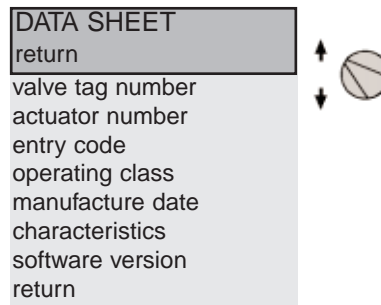 DATA SHEET
return
valve tag number
actuator number
entry code
operating class
manufacture date
characteristics
software version
return